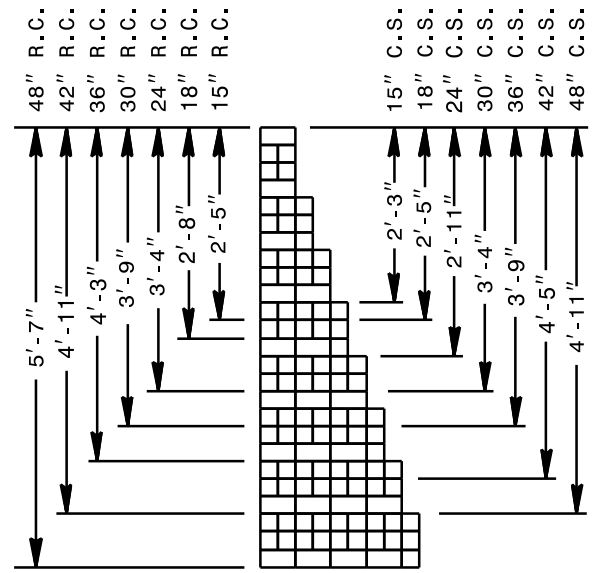 48" R.C.
42" R.C.
36" R.C.
30" R.C.
24" R.C.
18" R.C.
15" R.C.
15" C.S.
18" C.S.
24" C.S.
30" C.S.
36" C.S.
42" C.S.
48" C.S.
5'-7"
4'-11"
4'-3"
3'-9"
3'-4"
2'-8"
2'-5"
2'-3"
2'-5"
2'-11"
3'-4"
3'-9"
4'-5"
4'-11"